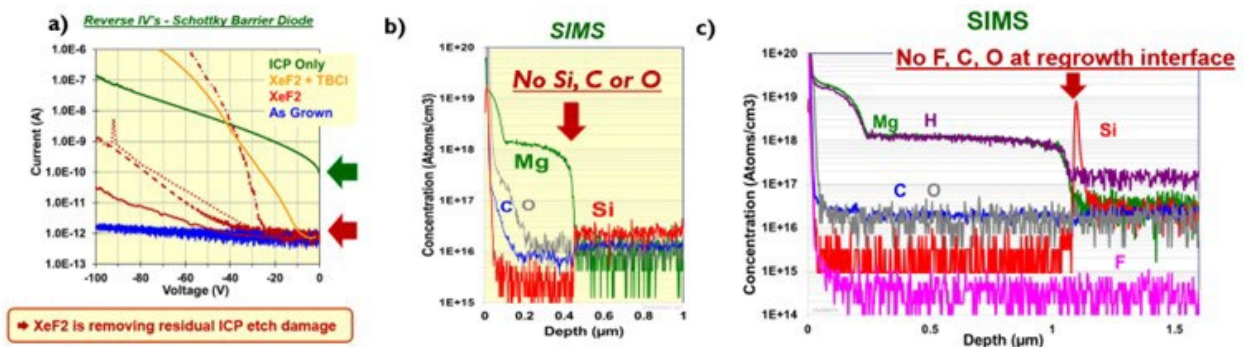 a)
Reverse IV's - Schottky Barrier Diode
1.0E-6
1.0E-7
1.0E-8
1.0E-9
1.0E-10
1.0E-11
1.0E-12
1.0E-13
Current (A)
ICP Only
XeF2 + TBCl
XeF2
As Grown
-100
-80
-60
-40
-20
0
Voltage (V)
➡ XeF2 is removing residual ICP etch damage
b)
SIMS
1E+20
1E+19
1E+18
1E+17
1E+16
1E+15
Concentration (Atoms/cm3)
No Si, C or O
Mg
C
O
Si
0
0.2
0.4
0.6
0.8
1
Depth (µm)
c)
SIMS
1E+20
1E+19
1E+18
1E+17
1E+16
1E+15
1E+14
Concentration (Atoms/cm3)
No F, C, O at regrowth interface
Mg
H
Si
C
O
F
0
0.5
1
1.5
Depth (µm)